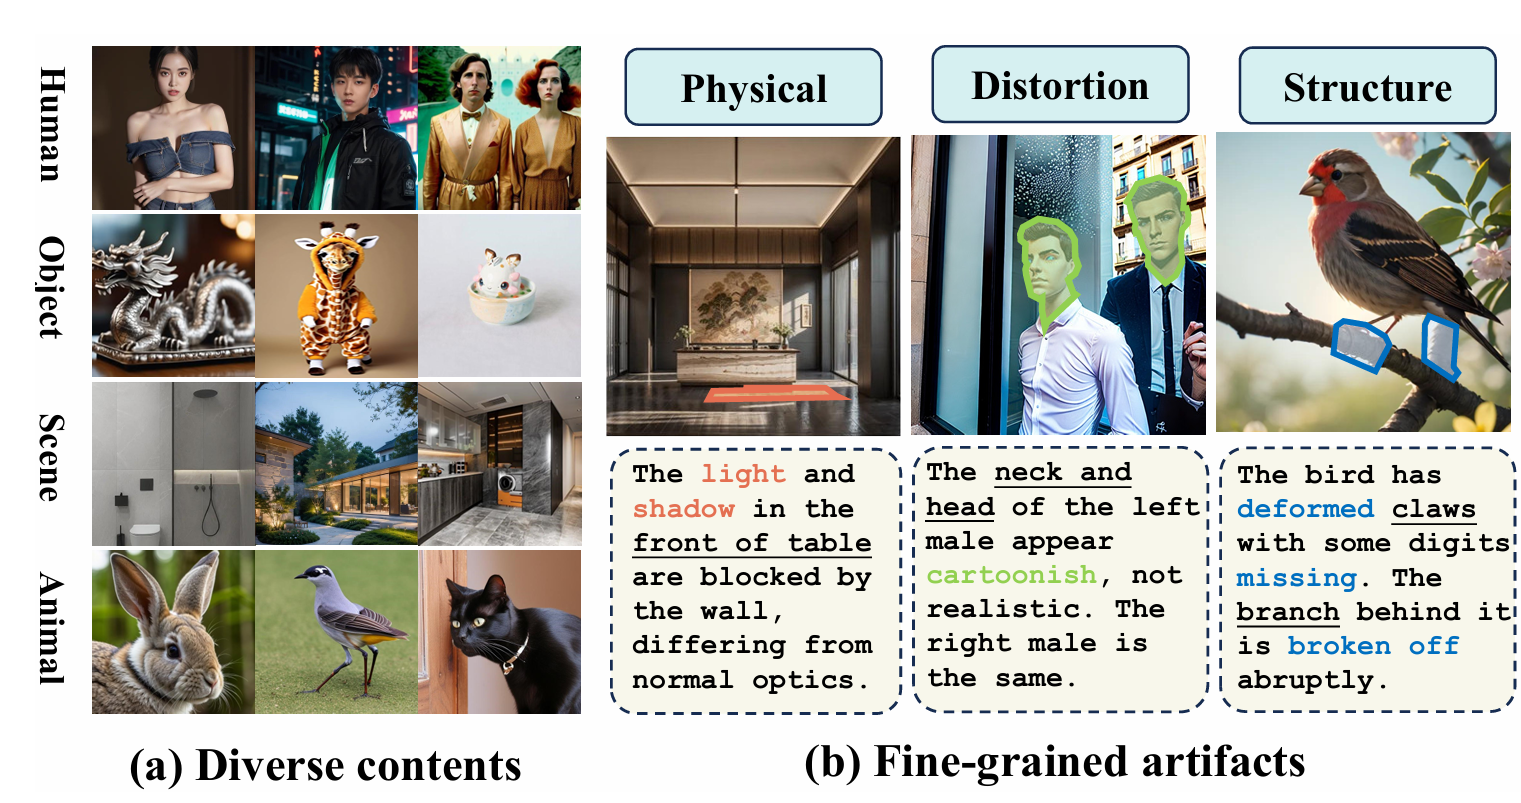 Human
Object
Scene
Animal
(a) Diverse contents
Physical
Distortion
Structure
The light and
shadow in the
front of table
are blocked by
the wall,
differing from
normal optics.
The neck and
head of the left
male appear
cartoonish, not
realistic. The
right male is
the same.
The bird has
deformed claws
with some digits
missing. The
branch behind it
is broken off
abruptly.
(b) Fine-grained artifacts